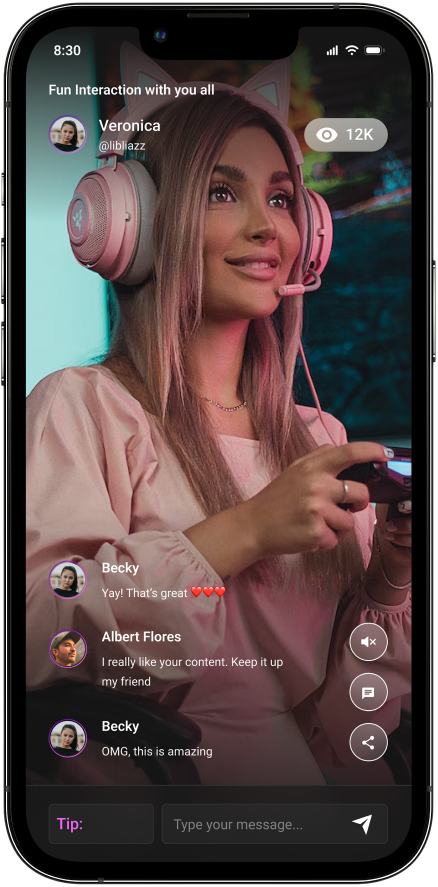 8:30
Fun Interaction with you all
Veronica
@libliazz
12K
Becky
Yay! That's great ❤️❤️❤️
Albert Flores
I really like your content. Keep it up
my friend
Becky
OMG, this is amazing
Tip:
Type your message...